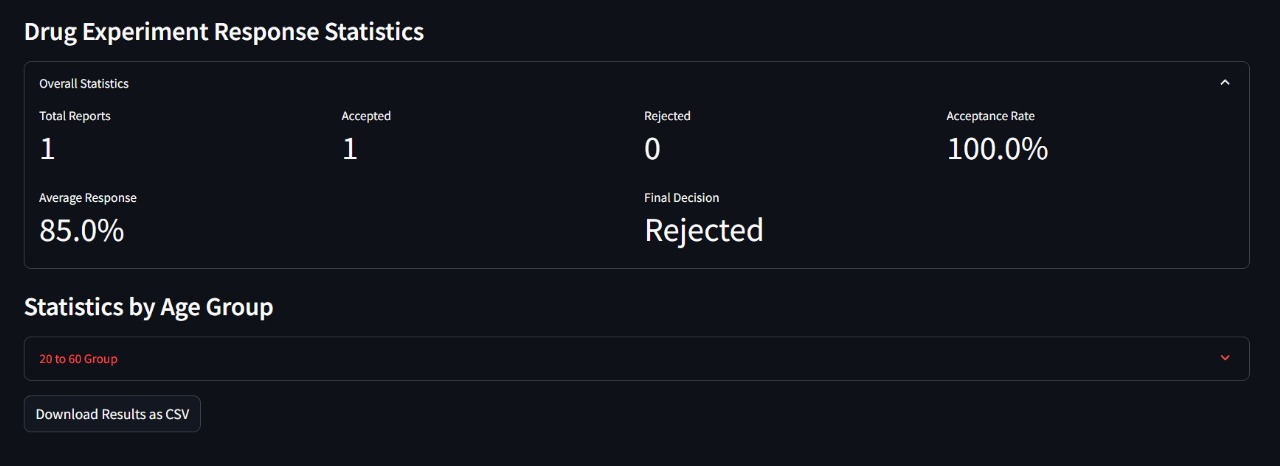 Drug Experiment Response Statistics
Overall Statistics
Total Reports Accepted Rejected Acceptance Rate
1 1 0 100.0%
Average Response Final Decision
85.0% Rejected
Statistics by Age Group
20 to 60 Group
Download Results as CSV